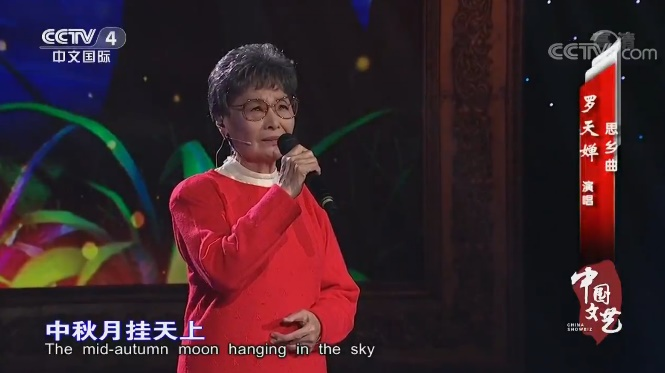 CCTV 4
中文国际
CCTV.com
思乡曲
罗天婵 演唱
中国文艺
CHINA
SHOWBIZ
中秋月挂天上
The mid-autumn moon hanging in the sky